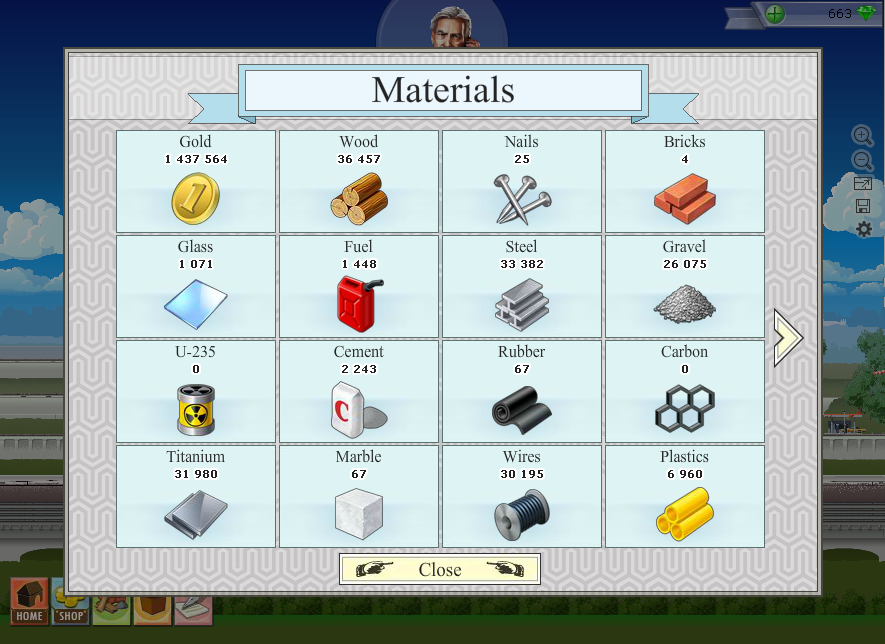 663
Materials
Gold
1 437 564
Wood
36 457
Nails
25
Bricks
4
Glass
1 071
Fuel
1 448
Steel
33 382
Gravel
26 075
U-235
0
Cement
2 243
C
Rubber
67
Carbon
0
Titanium
31 980
Marble
67
Wires
30 195
Plastics
6 960
1
Close
HOME
SHOP